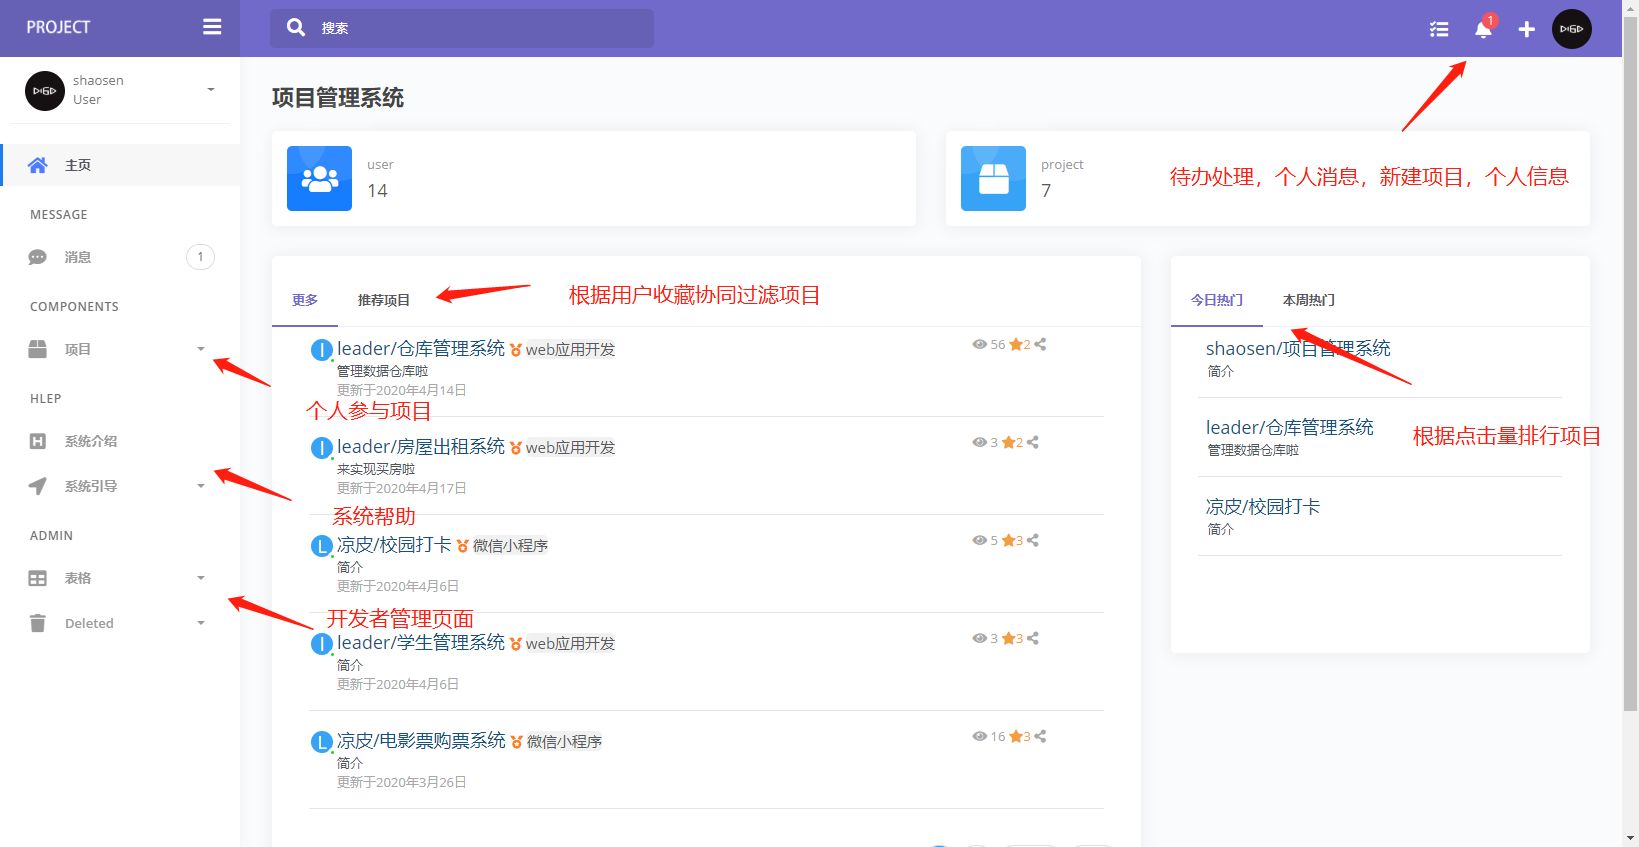 PROJECT
搜索
1
DGD
DGD
shaosen
User
主页
MESSAGE
消息
1
COMPONENTS
项目
HLEP
系统介绍
系统引导
ADMIN
表格
Deleted
项目管理系统
user
14
project
7
待办处理，个人消息，新建项目，个人信息
更多
推荐项目
根据用户收藏协同过滤项目
l leader/仓库管理系统 web应用开发 56 2
管理数据仓库啦
更新于2020年4月14日
个人参与项目
l leader/房屋出租系统 web应用开发 3 2
来实现买房啦
更新于2020年4月17日
系统帮助
L 凉皮/校园打卡 微信小程序 5 3
简介
更新于2020年4月6日
开发者管理页面
l leader/学生管理系统 web应用开发 3 3
简介
更新于2020年4月6日
L 凉皮/电影票购票系统 微信小程序 16 3
简介
更新于2020年3月26日
今日热门
本周热门
shaosen/项目管理系统
简介
leader/仓库管理系统
管理数据仓库啦
根据点击量排行项目
凉皮/校园打卡
简介